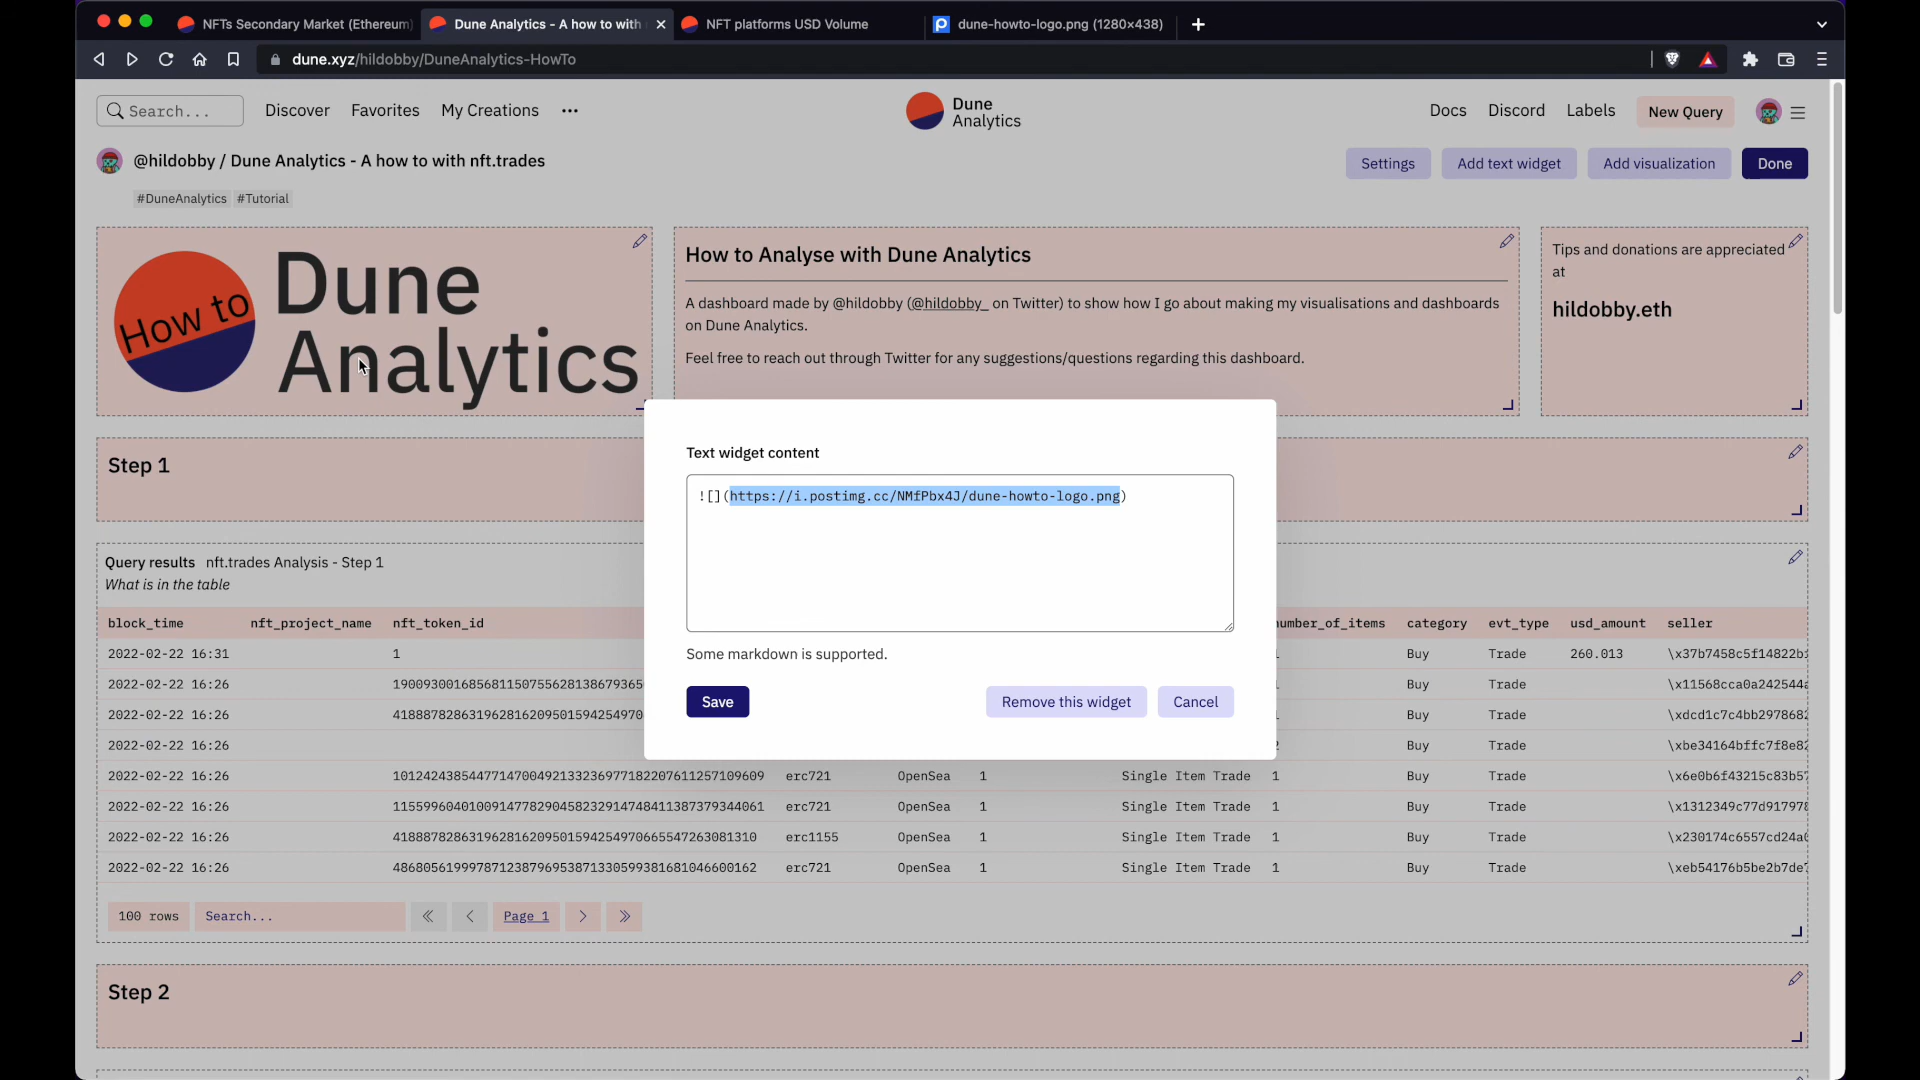 NFTs Secondary Market (Ethereum)
Dune Analytics - A how to with
NFT platforms USD Volume
dune-howto-logo.png (1280×438)
dune.xyz/hildobby/DuneAnalytics-HowTo
Search...
Discover
Favorites
My Creations
Dune
Analytics
Docs
Discord
Labels
New Query
@hildobby / Dune Analytics - A how to with nft.trades
Settings
Add text widget
Add visualization
Done
#DuneAnalytics #Tutorial
How to
Dune
Analytics
How to Analyse with Dune Analytics
A dashboard made by @hildobby (@hildobby_ on Twitter) to show how I go about making my visualisations and dashboards
on Dune Analytics.
Feel free to reach out through Twitter for any suggestions/questions regarding this dashboard.
Tips and donations are appreciated
at
hildobby.eth
Step 1
Text widget content
![](https://i.postimg.cc/NMfPbx4J/dune-howto-logo.png)
Some markdown is supported.
Save
Remove this widget
Cancel
Query results nft.trades Analysis - Step 1
What is in the table
block_time nft_project_name nft_token_id number_of_items category evt_type usd_amount seller
2022-02-22 16:31 1 Buy Trade 260.013
2022-02-22 16:26 Buy Trade
2022-02-22 16:26 Buy Trade
2022-02-22 16:26 Buy Trade
2022-02-22 16:26 101242438544771470049213323697718220761125710960​9 erc721 OpenSea 1 Single Item Trade 1 Buy Trade
2022-02-22 16:26 erc721 OpenSea 1 Single Item Trade 1 Buy Trade
2022-02-22 16:26 erc1155 OpenSea 1 Single Item Trade 1 Buy Trade
2022-02-22 16:26 erc721 OpenSea 1 Single Item Trade 1 Buy Trade
100 rows
Search...
Page 1
Step 2